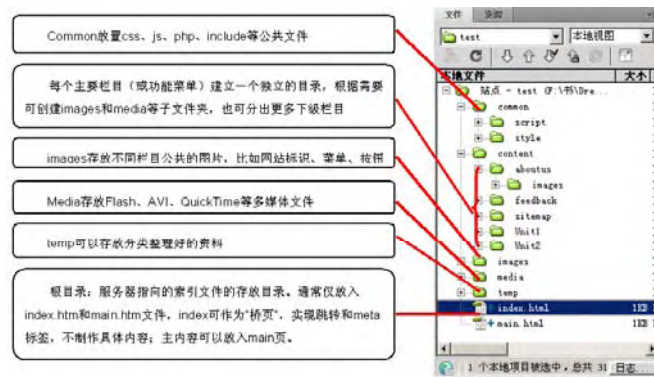 Common放置css、js、php、include等公共文件
每个主要栏目（或功能菜单）建立一个独立的目录，根据需要
可创建images和media等子文件夹，也可分出更多下级栏目
images存放不同栏目公共的图片，比如网站标识、菜单、按钮
Media存放Flash、AVI、QuickTime等多媒体文件
temp可以存放分类整理好的资料
根目录：服务器指向的索引文件的存放目录。通常仅放入
index.htm和main.htm文件，index可作为“桥页”，实现跳转和meta
标签，不制作具体内容；主内容可以放入main页。
文件 资源
test 本地视图
本地文件 大小
站点 - test (F:\书\Dra...
common
script
style
content
aboutus
images
feedback
sitemap
Unit1
Unit2
images
media
temp
index.html 1KB
main.html 1KB
1 个本地项目被选中，总共 31 日志...